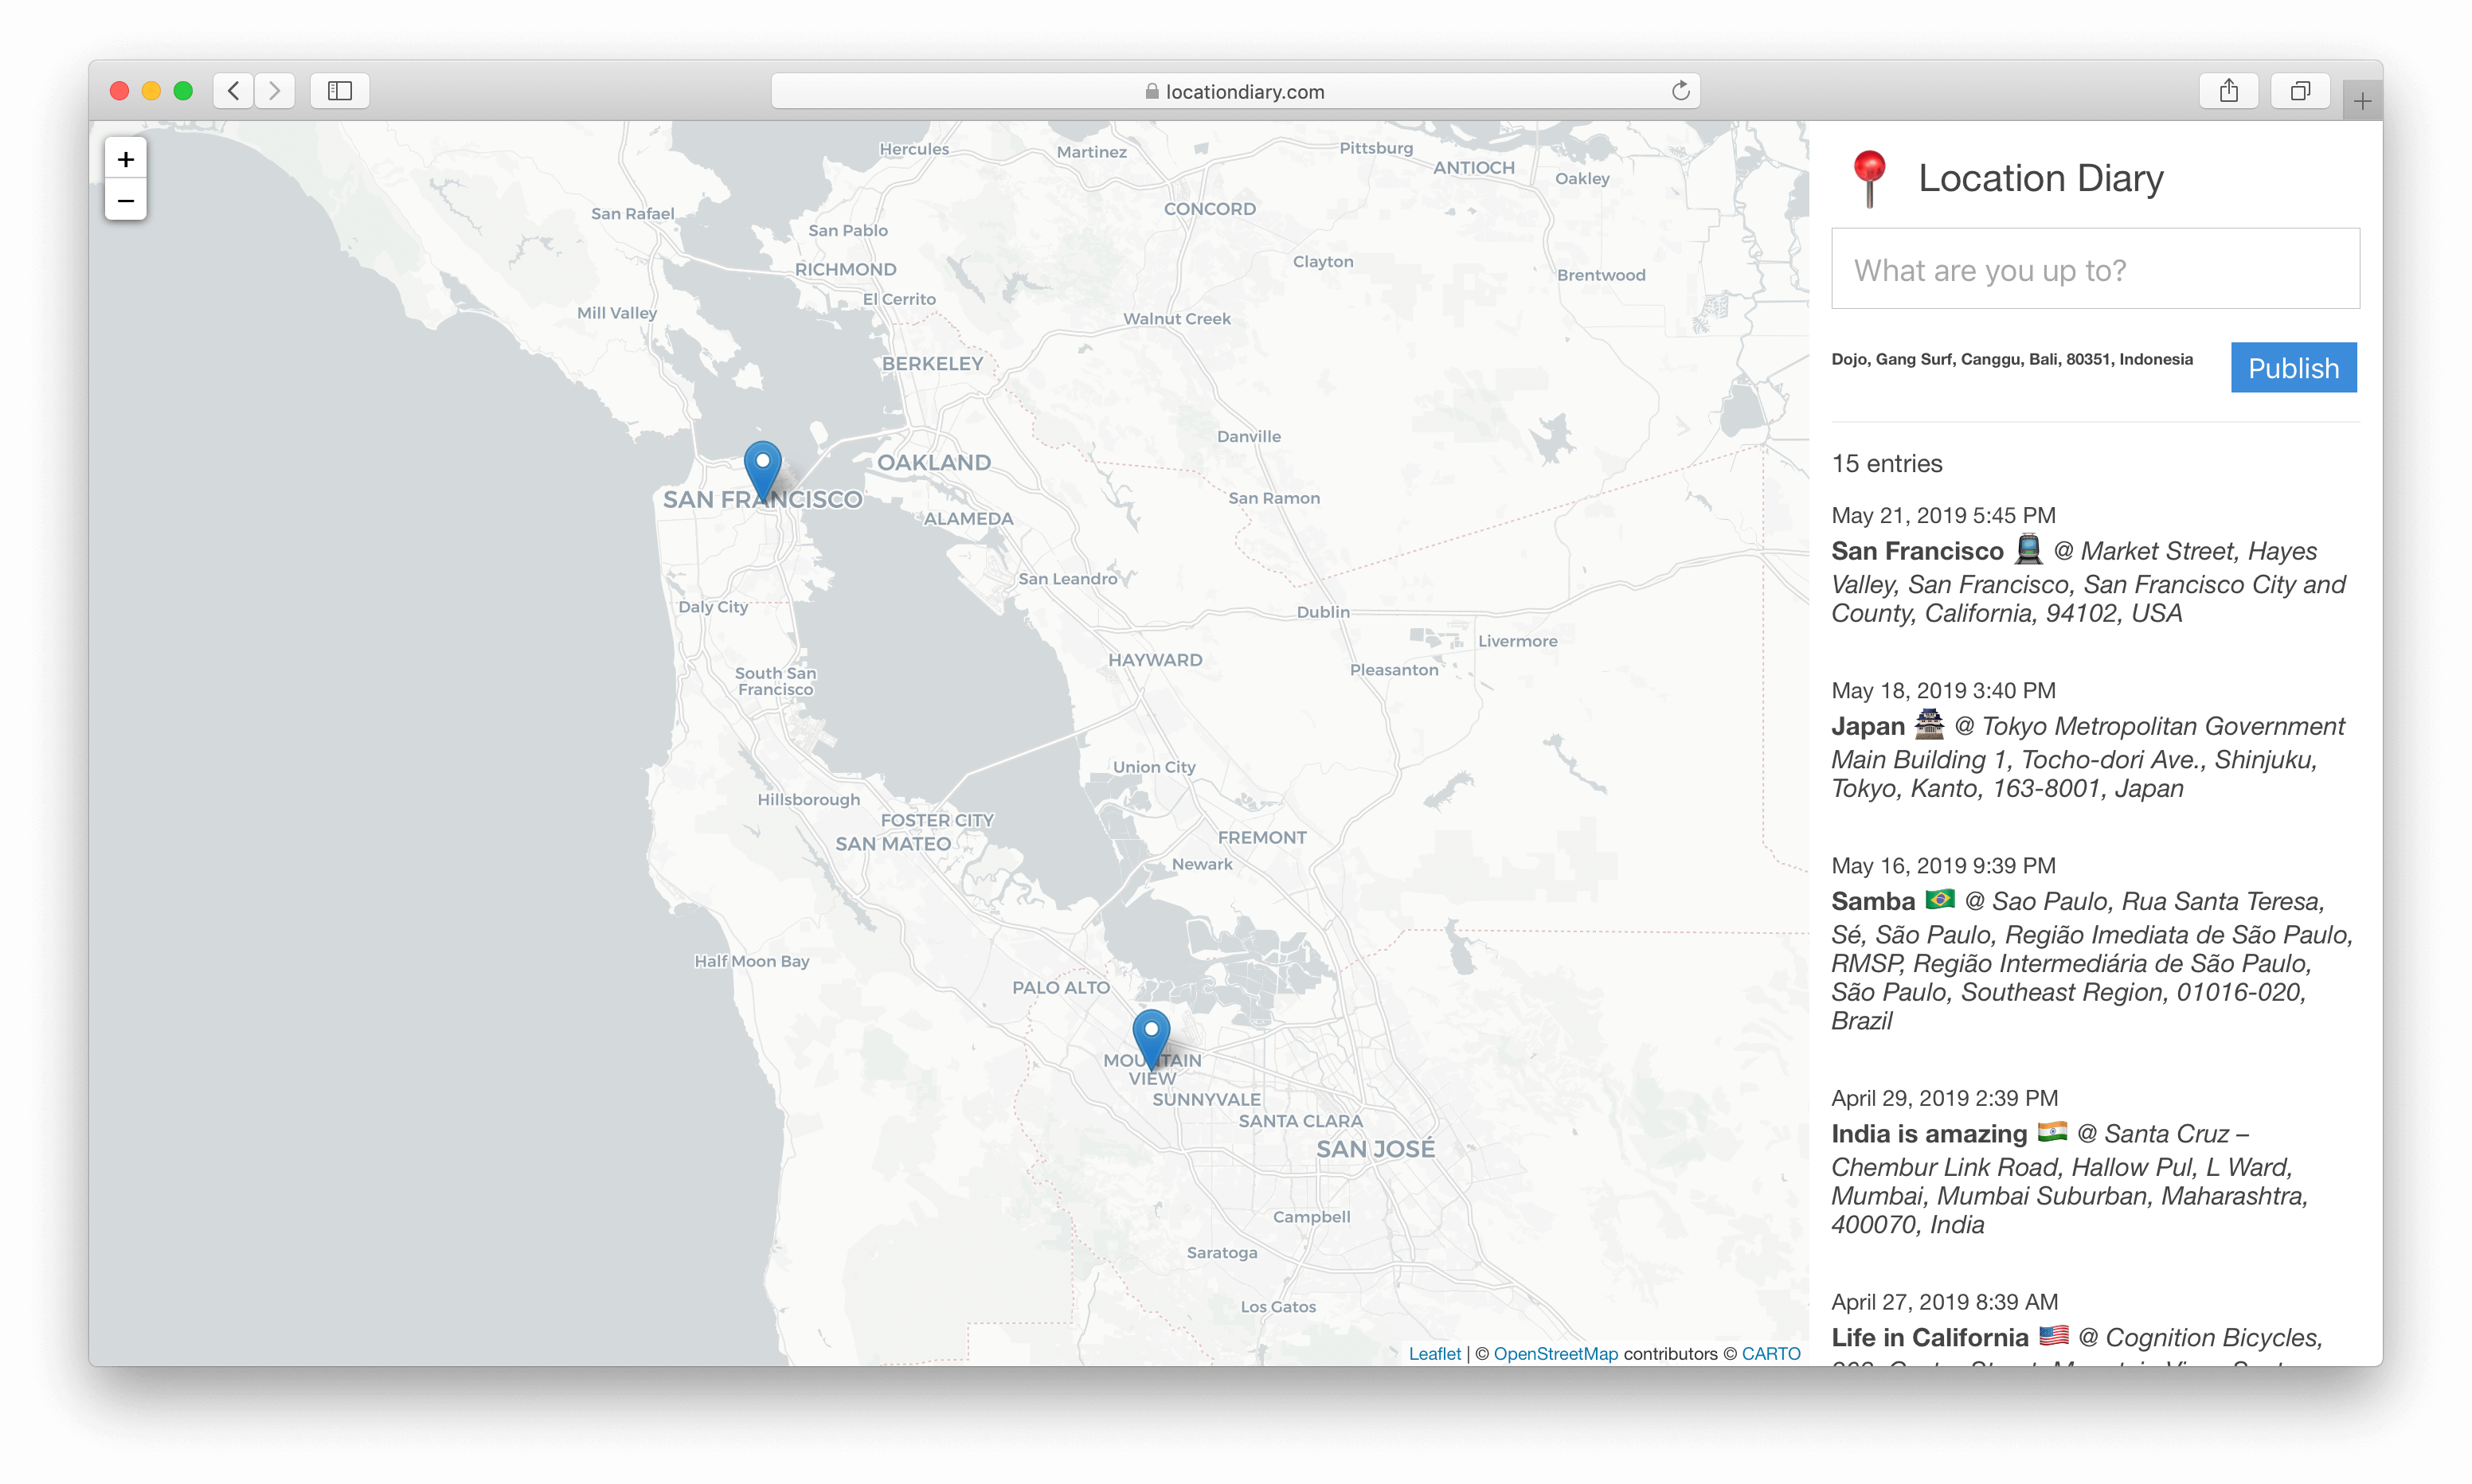 locationdiary.com
+
−
Hercules
Martinez
Pittsburg
ANTIOCH
Oakley
San Rafael
CONCORD
San Pablo
Clayton
RICHMOND
Brentwood
El Cerrito
Mill Valley
Walnut Creek
BERKELEY
Danville
OAKLAND
San Ramon
SAN FRANCISCO
ALAMEDA
San Leandro
Daly City
Dublin
Livermore
HAYWARD
Pleasanton
South San
Francisco
Union City
Hillsborough
FOSTER CITY
SAN MATEO
FREMONT
Newark
Half Moon Bay
PALO ALTO
MOUNTAIN
VIEW
SUNNYVALE
SANTA CLARA
SAN JOSÉ
Campbell
Saratoga
Los Gatos
Leaflet | © OpenStreetMap contributors © CARTO
Location Diary
What are you up to?
Dojo, Gang Surf, Canggu, Bali, 80351, Indonesia
Publish
15 entries
May 21, 2019 5:45 PM
San Francisco 🚊 @ Market Street, Hayes
Valley, San Francisco, San Francisco City and
County, California, 94102, USA
May 18, 2019 3:40 PM
Japan 🏯 @ Tokyo Metropolitan Government
Main Building 1, Tocho-dori Ave., Shinjuku,
Tokyo, Kanto, 163-8001, Japan
May 16, 2019 9:39 PM
Samba 🇧🇷 @ Sao Paulo, Rua Santa Teresa,
Sé, São Paulo, Região Imediata de São Paulo,
RMSP, Região Intermediária de São Paulo,
São Paulo, Southeast Region, 01016-020,
Brazil
April 29, 2019 2:39 PM
India is amazing 🇮🇳 @ Santa Cruz –
Chembur Link Road, Hallow Pul, L Ward,
Mumbai, Mumbai Suburban, Maharashtra,
400070, India
April 27, 2019 8:39 AM
Life in California 🇺🇸 @ Cognition Bicycles,